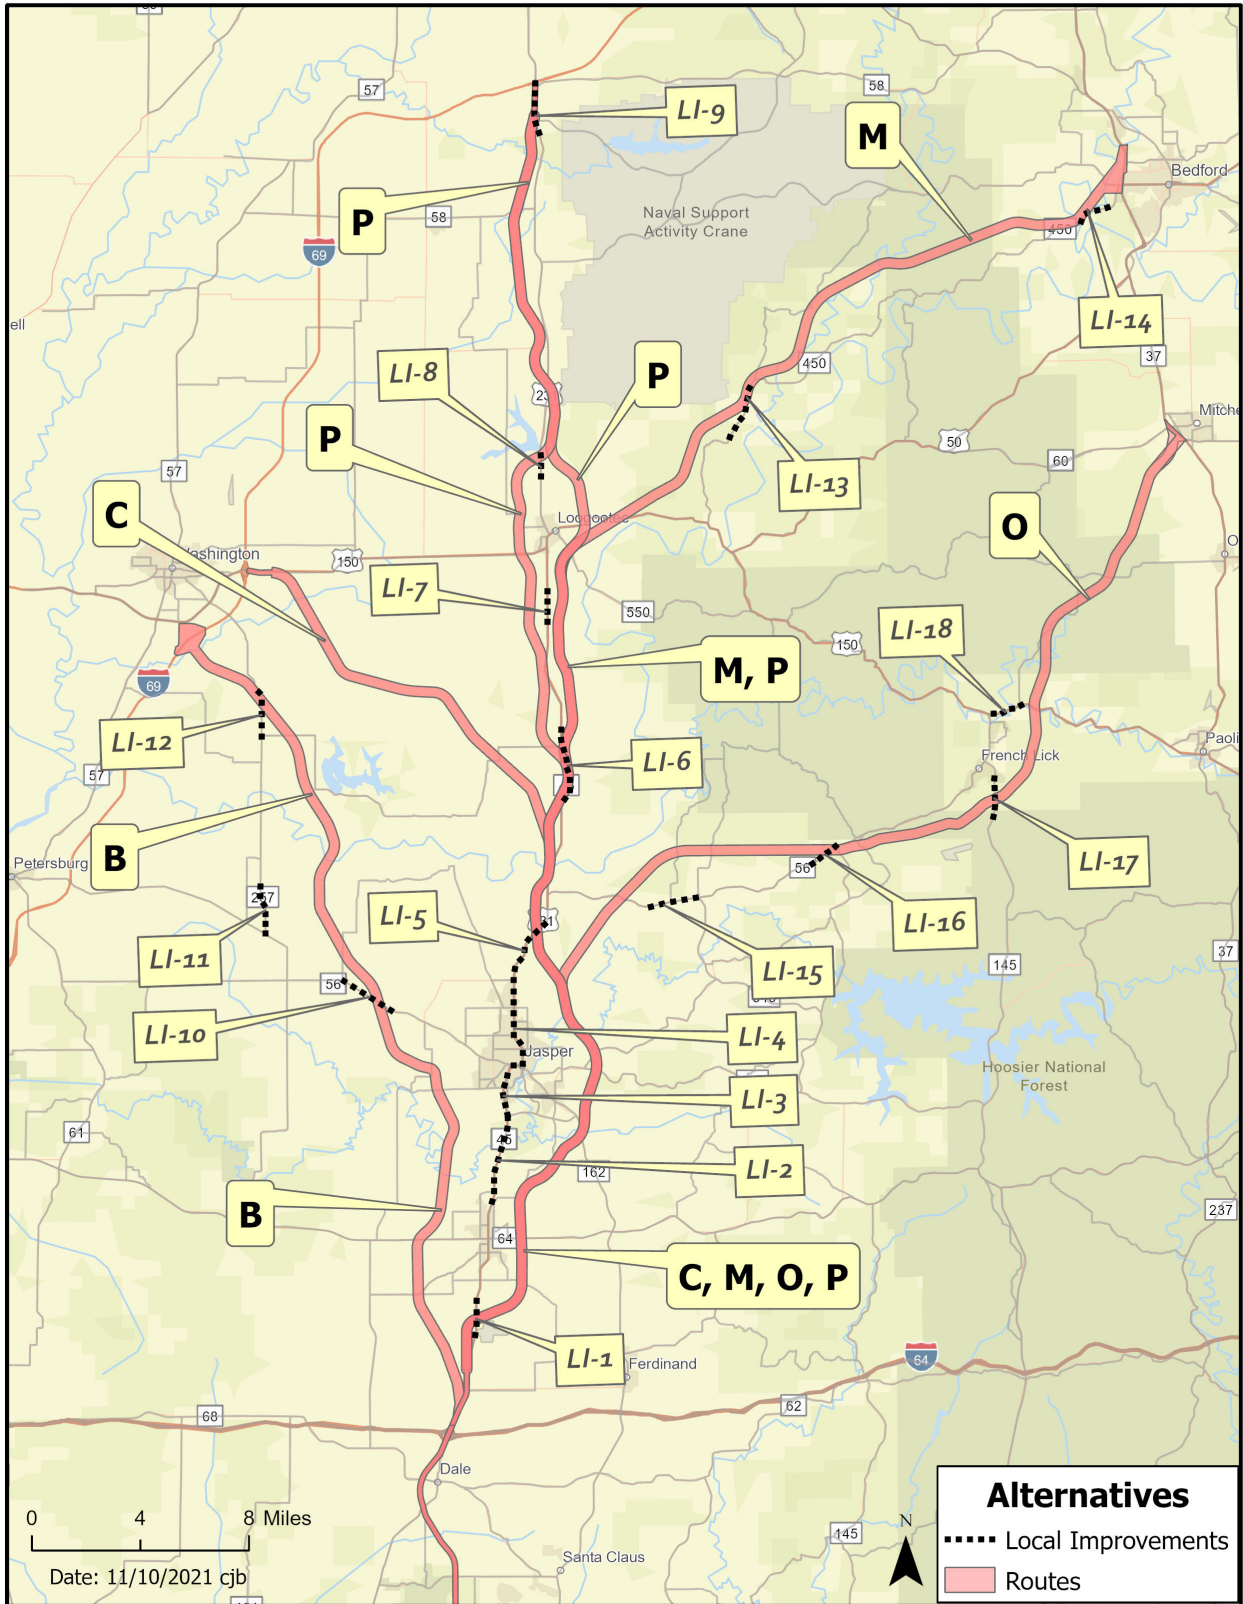 57
58
LI-9
M
Bedford
P
58
Naval Support
Activity Crane
450
69
LI-14
ell
LI-8
P
450
37
23
P
Mitche
50
57
60
LI-13
C
Loogootee
O
ashington
150
O
LI-7
550
LI-18
150
M, P
69
LI-12
LI-6
Paoli
French Lick
57
B
Petersburg
56
LI-17
257
LI-5
31
LI-16
LI-11
37
LI-15
145
56
LI-10
LI-4
Jasper
Hoosier National
Forest
LI-3
61
45
LI-2
162
B
237
64
C, M, O, P
LI-1
Ferdinand
64
62
68
Dale
Alternatives
0 4 8 Miles
N
145
Local Improvements
Santa Claus
Date: 11/10/2021 cjb
Routes